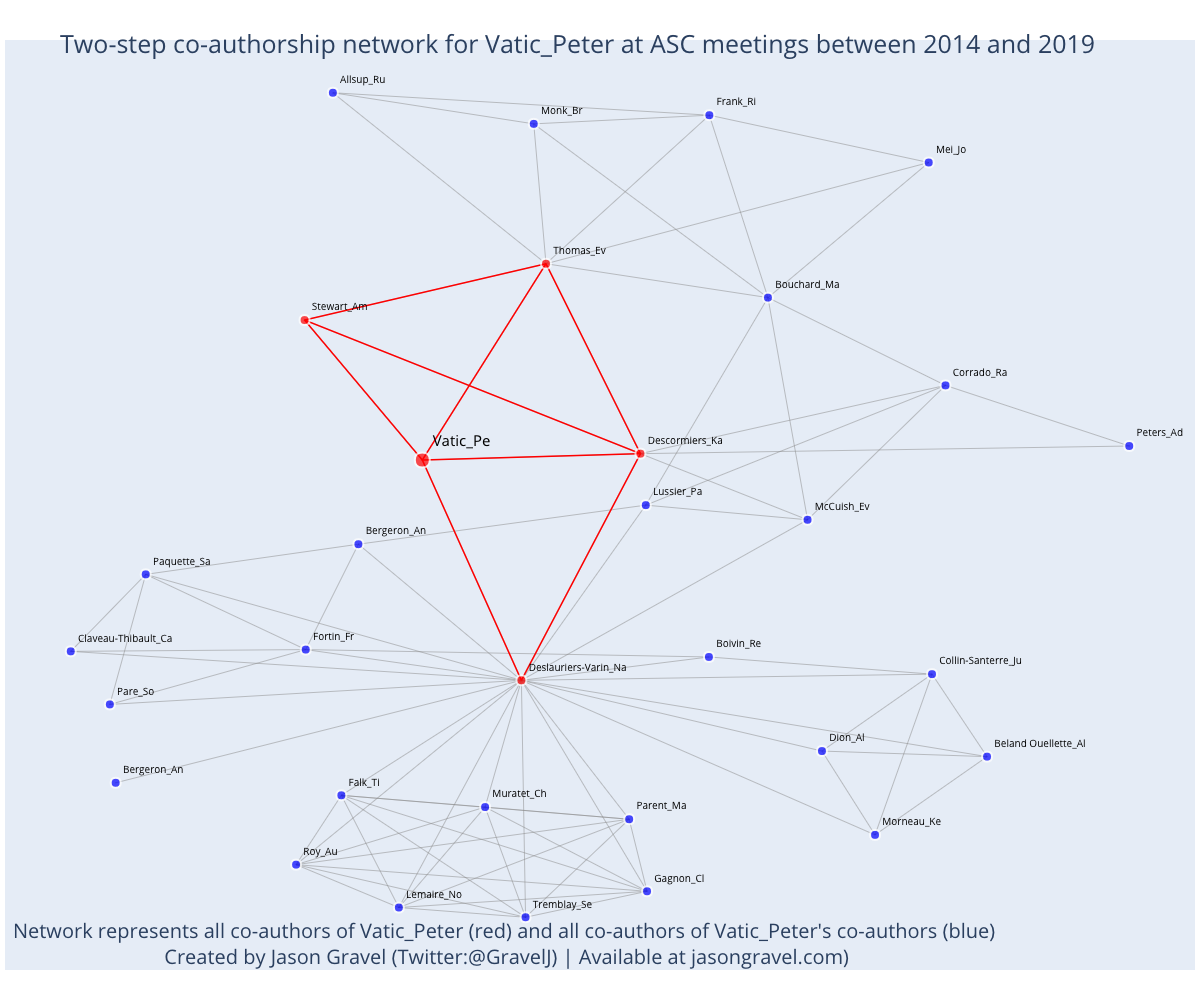 Two-step co-authorship network for Vatic_Peter at ASC meetings between 2014 and 2019
Allsup_Ru
Monk_Br
Frank_Ri
Mei_Jo
Thomas_Ev
Bouchard_Ma
Stewart_Am
Corrado_Ra
Peters_Ad
Vatic_Pe
Descormiers_Ka
Lussier_Pa
McCuish_Ev
Bergeron_An
Paquette_Sa
Claveau-Thibault_Ca
Fortin_Fr
Boivin_Re
Deslauriers-Varin_Na
Collin-Santerre_Ju
Pare_So
Dion_Al
Beland Ouellette_Al
Bergeron_An
Falk_Ti
Muratet_Ch
Parent_Ma
Morneau_Ke
Roy_Au
Gagnon_Cl
Lemaire_No
Tremblay_Se
Network represents all co-authors of Vatic_Peter (red) and all co-authors of Vatic_Peter's co-authors (blue)
Created by Jason Gravel (Twitter:@GravelJ) | Available at jasongravel.com)